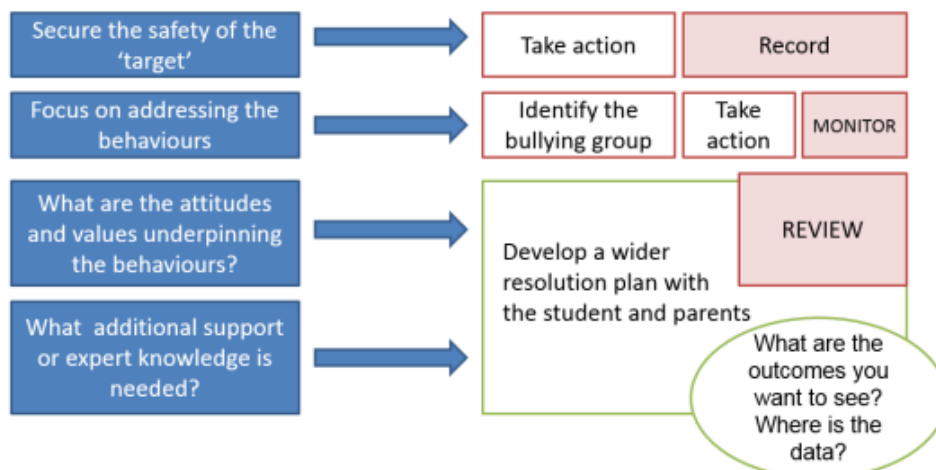 Secure the safety of the
‘target’
Take action
Record
Focus on addressing the
behaviours
Identify the
bullying group
Take
action
MONITOR
What are the attitudes
and values underpinning
the behaviours?
REVIEW
Develop a wider
resolution plan with
the student and parents
What additional support
or expert knowledge is
needed?
What are the
outcomes you
want to see?
Where is the
data?